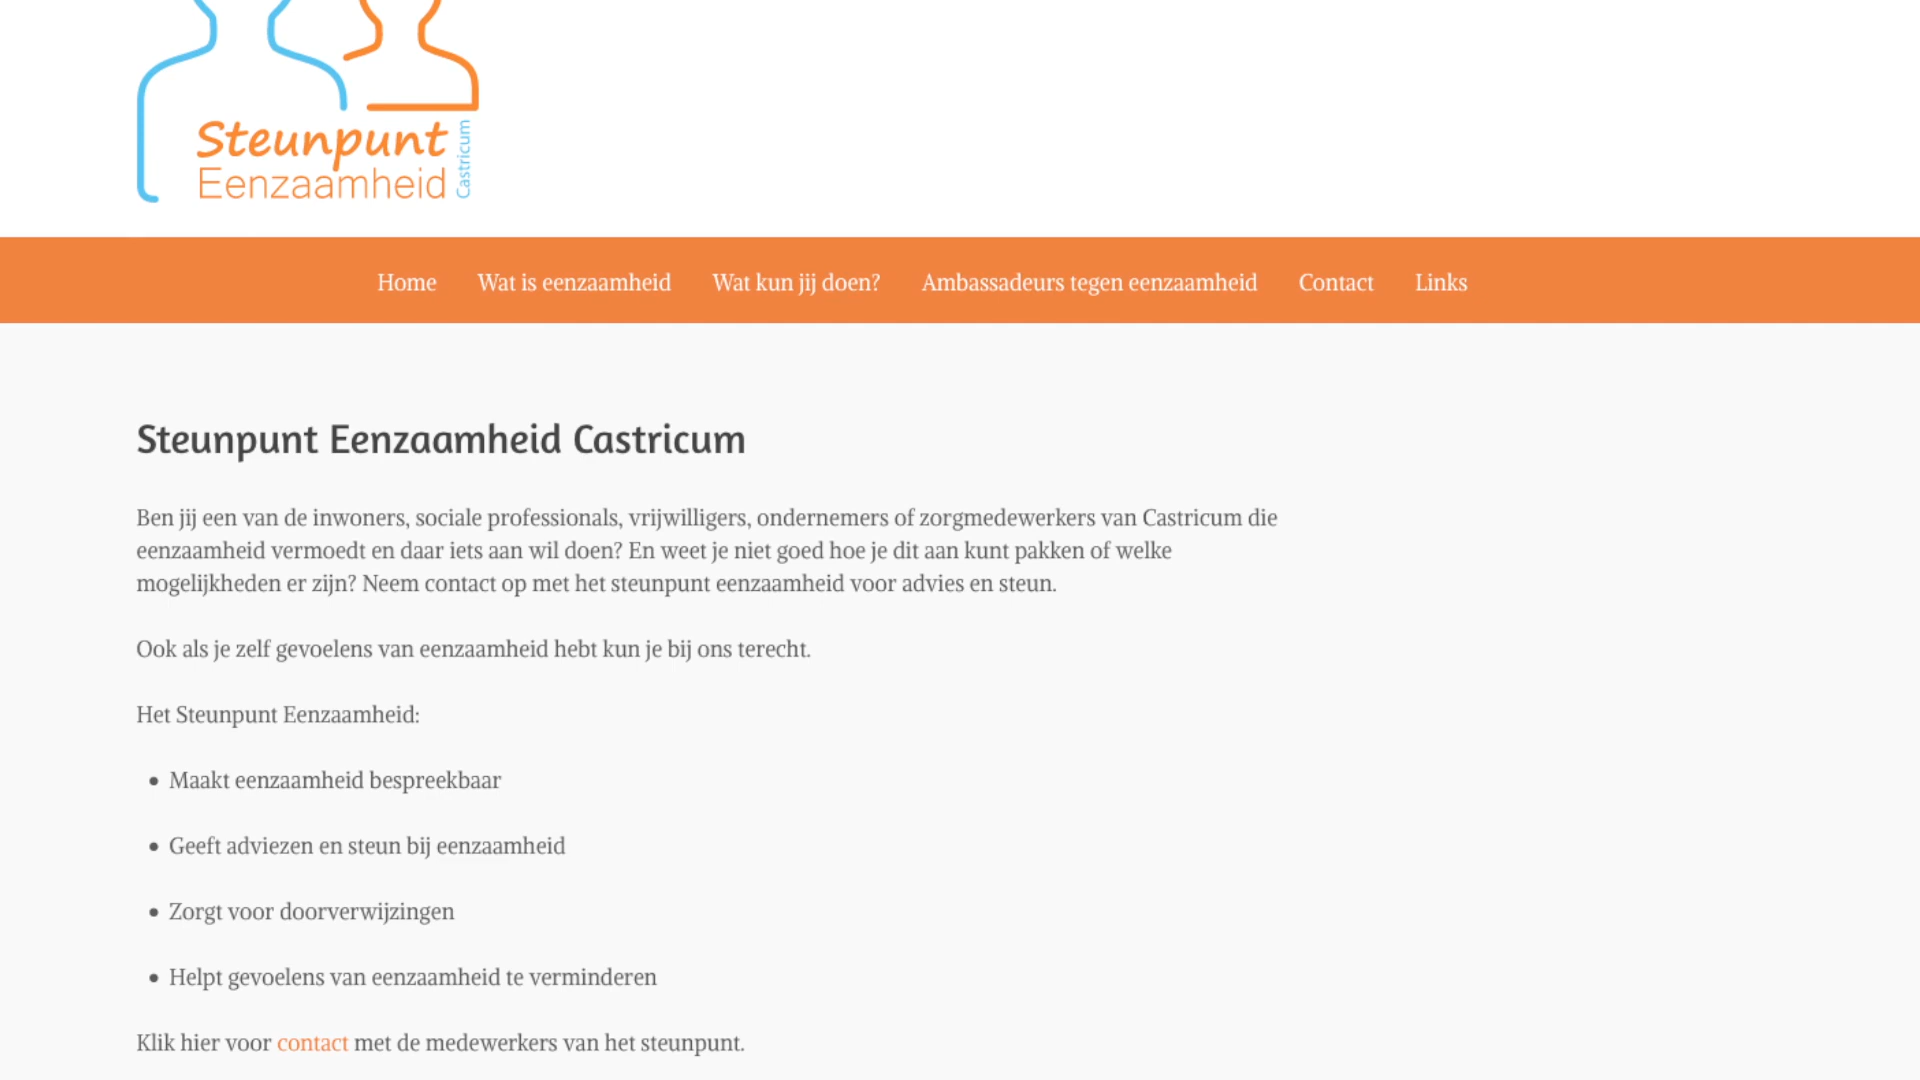 Steunpunt
Eenzaamheid
Castricum
Home Wat is eenzaamheid Wat kun jij doen? Ambassadeurs tegen eenzaamheid Contact Links
Steunpunt Eenzaamheid Castricum
Ben jij een van de inwoners, sociale professionals, vrijwilligers, ondernemers of zorgmedewerkers van Castricum die
eenzaamheid vermoedt en daar iets aan wil doen? En weet je niet goed hoe je dit aan kunt pakken of welke
mogelijkheden er zijn? Neem contact op met het steunpunt eenzaamheid voor advies en steun.
Ook als je zelf gevoelens van eenzaamheid hebt kun je bij ons terecht.
Het Steunpunt Eenzaamheid:
• Maakt eenzaamheid bespreekbaar
• Geeft adviezen en steun bij eenzaamheid
• Zorgt voor doorverwijzingen
• Helpt gevoelens van eenzaamheid te verminderen
Klik hier voor contact met de medewerkers van het steunpunt.